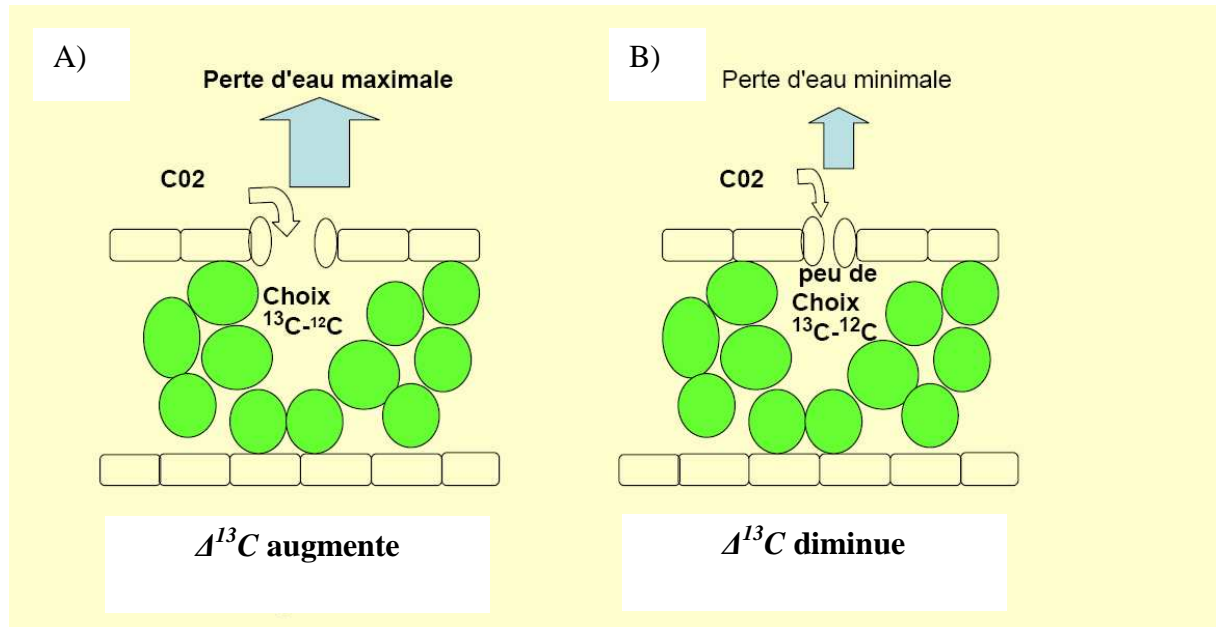 A)
Perte d'eau maximale
C02
Choix
¹³C-¹²C
Δ¹³C augmente
B)
Perte d'eau minimale
C02
peu de
Choix
¹³C-¹²C
Δ¹³C diminue